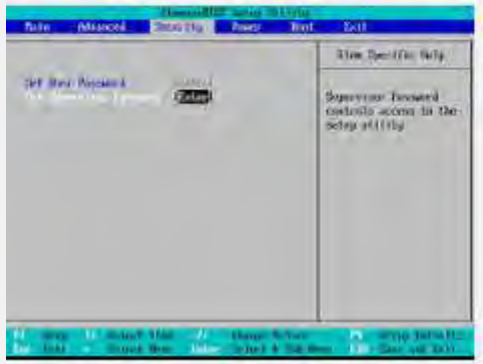 PhoenixBIOS Setup Utility
Main Advanced Security Power Boot Exit
Item Specific Help
Set User Password [Enter]
Set Supervisor Password [Enter]
Supervisor Password
controls access to the
setup utility
F1 Select Item Change Values Setup Defaults
Esc Exit Select Menu Enter Select Sub-Menu F10 Save and Exit